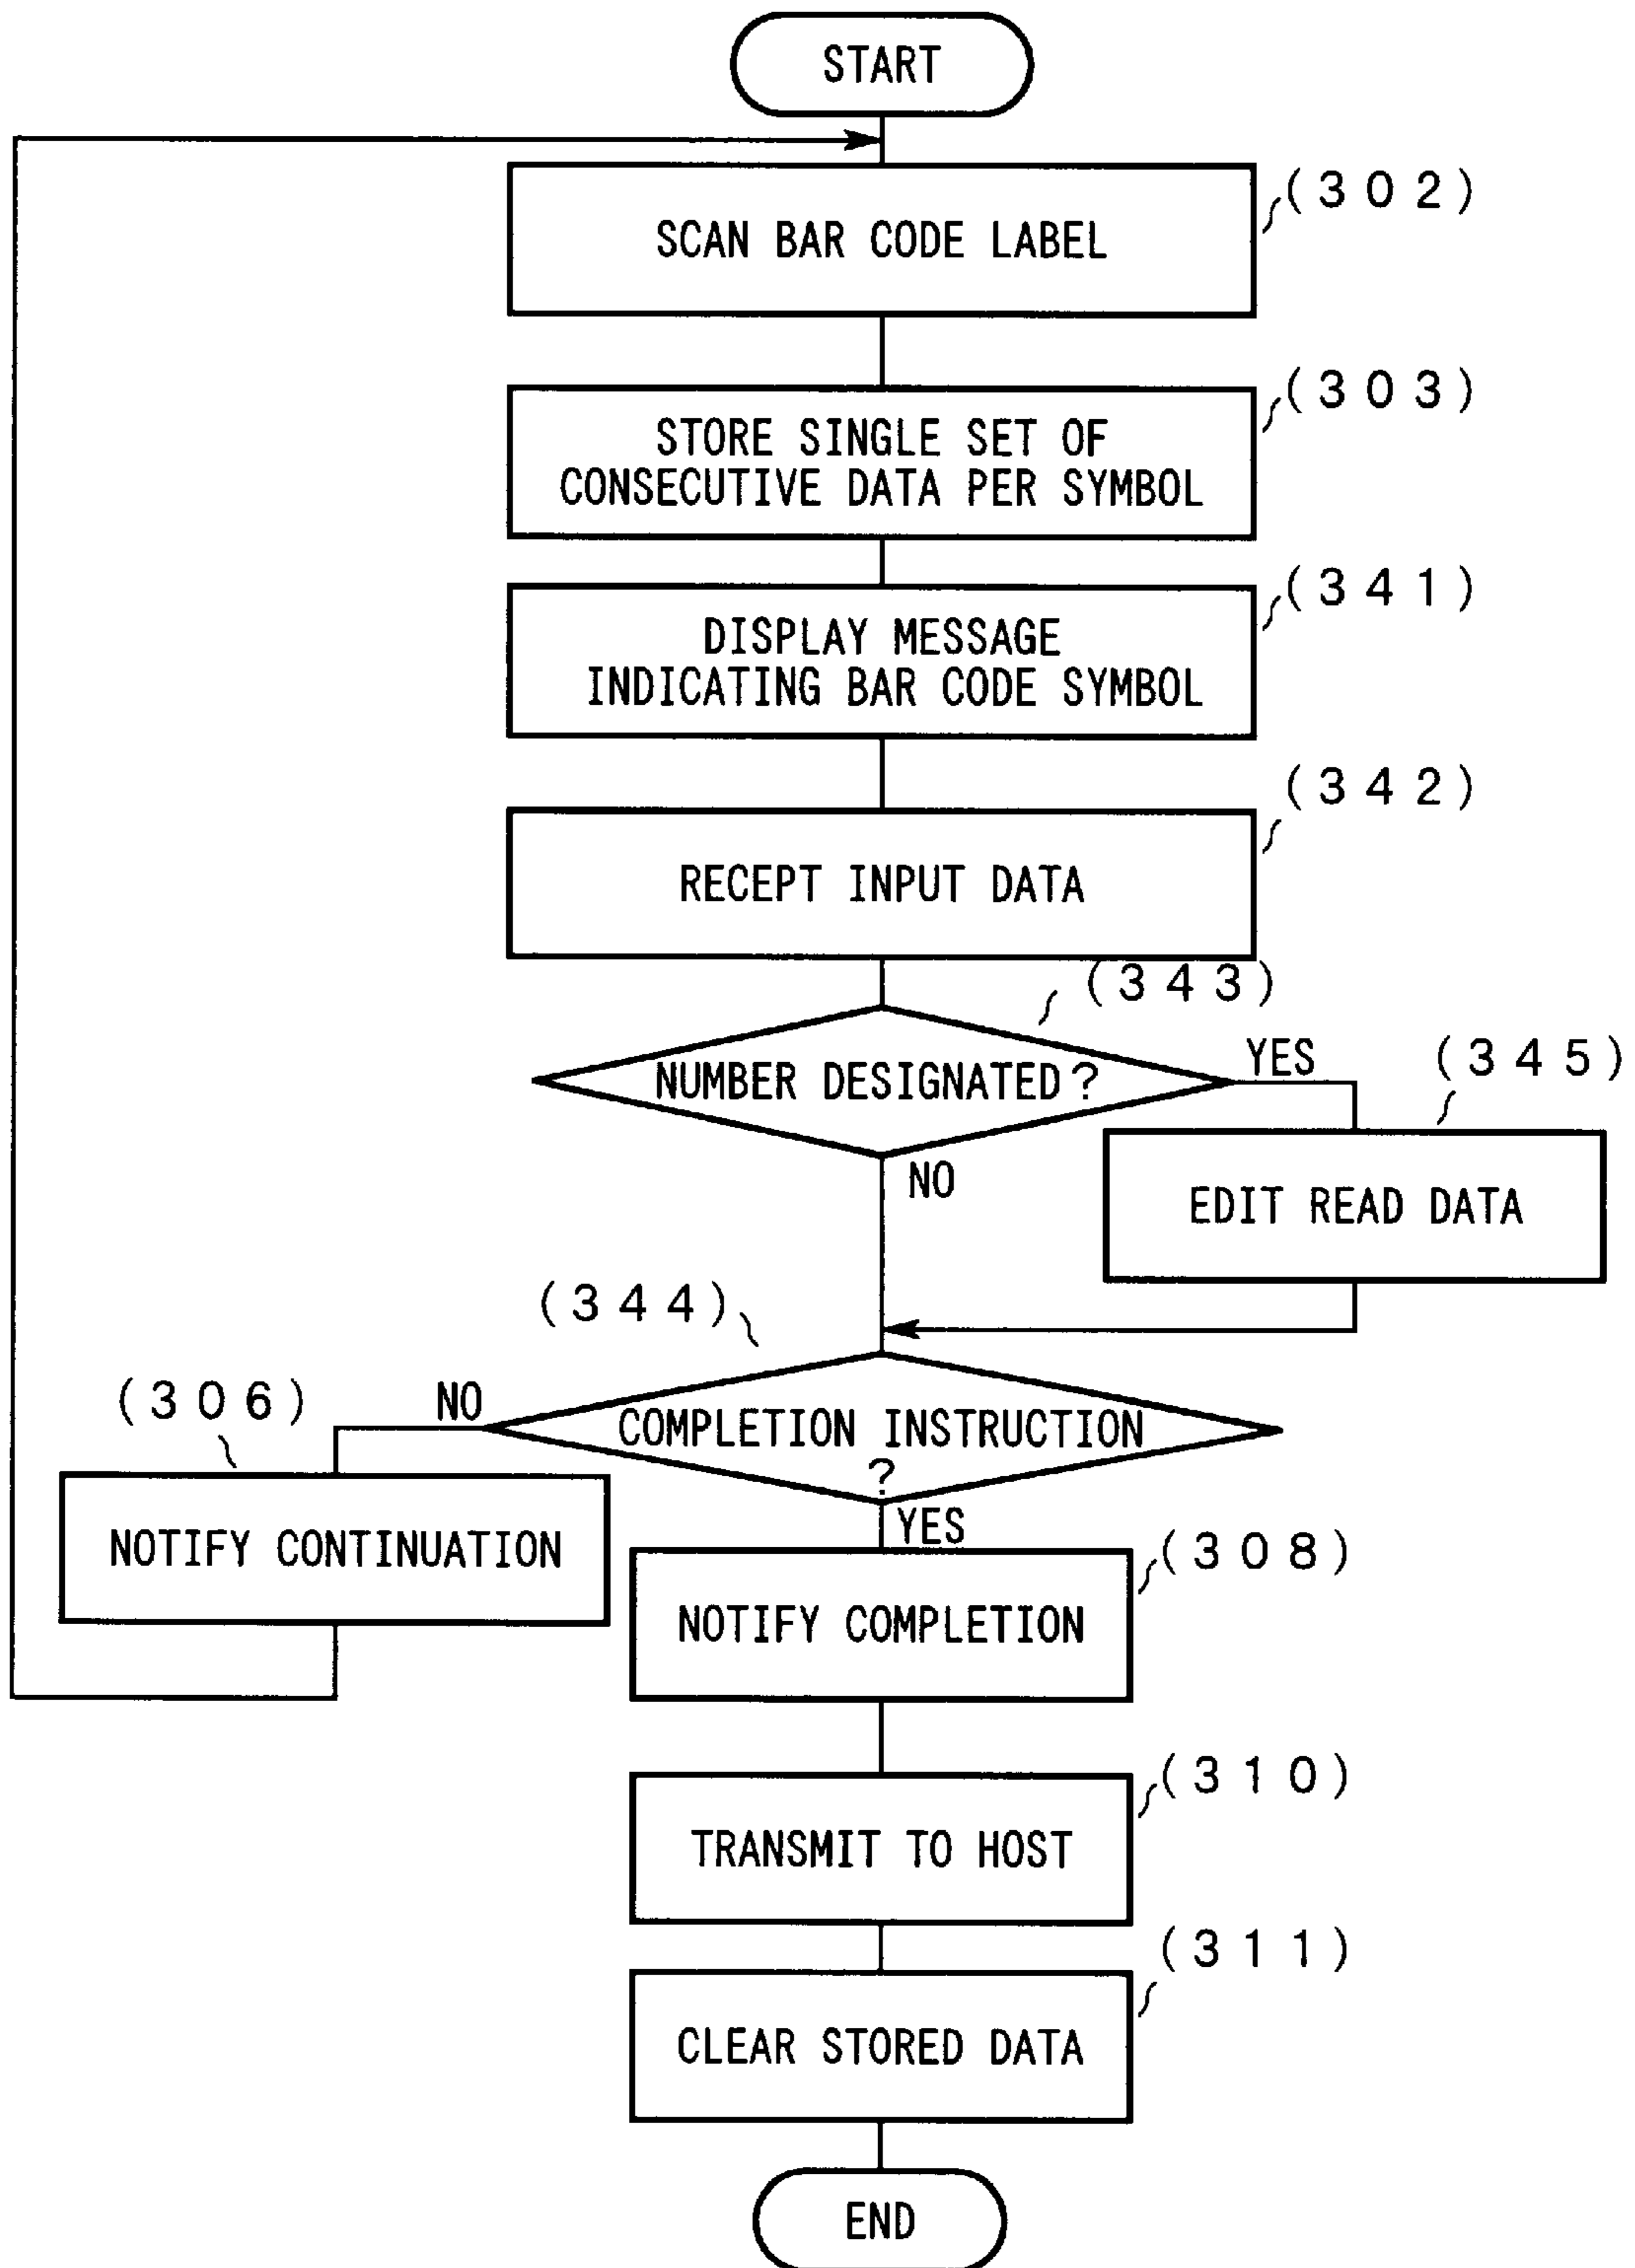 START
(302)
SCAN BAR CODE LABEL
(303)
STORE SINGLE SET OF
CONSECUTIVE DATA PER SYMBOL
(341)
DISPLAY MESSAGE
INDICATING BAR CODE SYMBOL
(342)
RECEPT INPUT DATA
(343)
NUMBER DESIGNATED?
YES
(345)
NO
EDIT READ DATA
(344)
(306)
NO
COMPLETION INSTRUCTION
?
YES
NOTIFY CONTINUATION
(308)
NOTIFY COMPLETION
(310)
TRANSMIT TO HOST
(311)
CLEAR STORED DATA
END